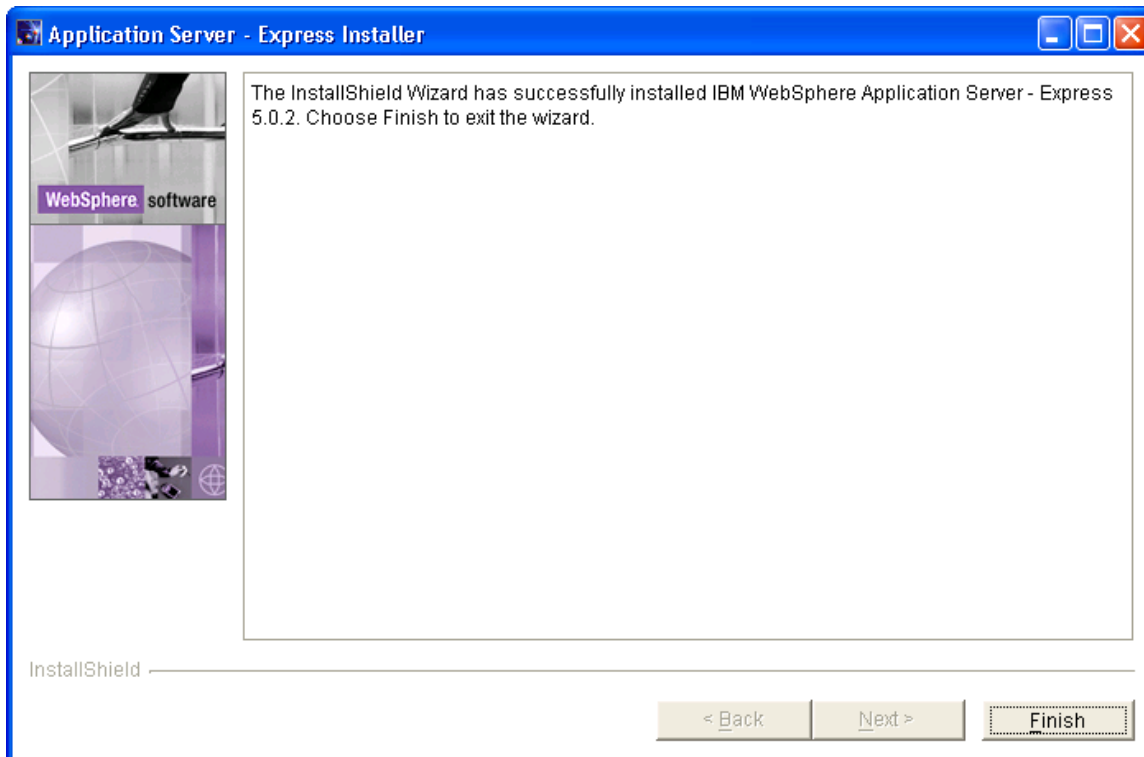 Application Server - Express Installer
The InstallShield Wizard has successfully installed IBM WebSphere Application Server - Express
5.0.2. Choose Finish to exit the wizard.
WebSphere software
InstallShield
< Back
Next >
Finish